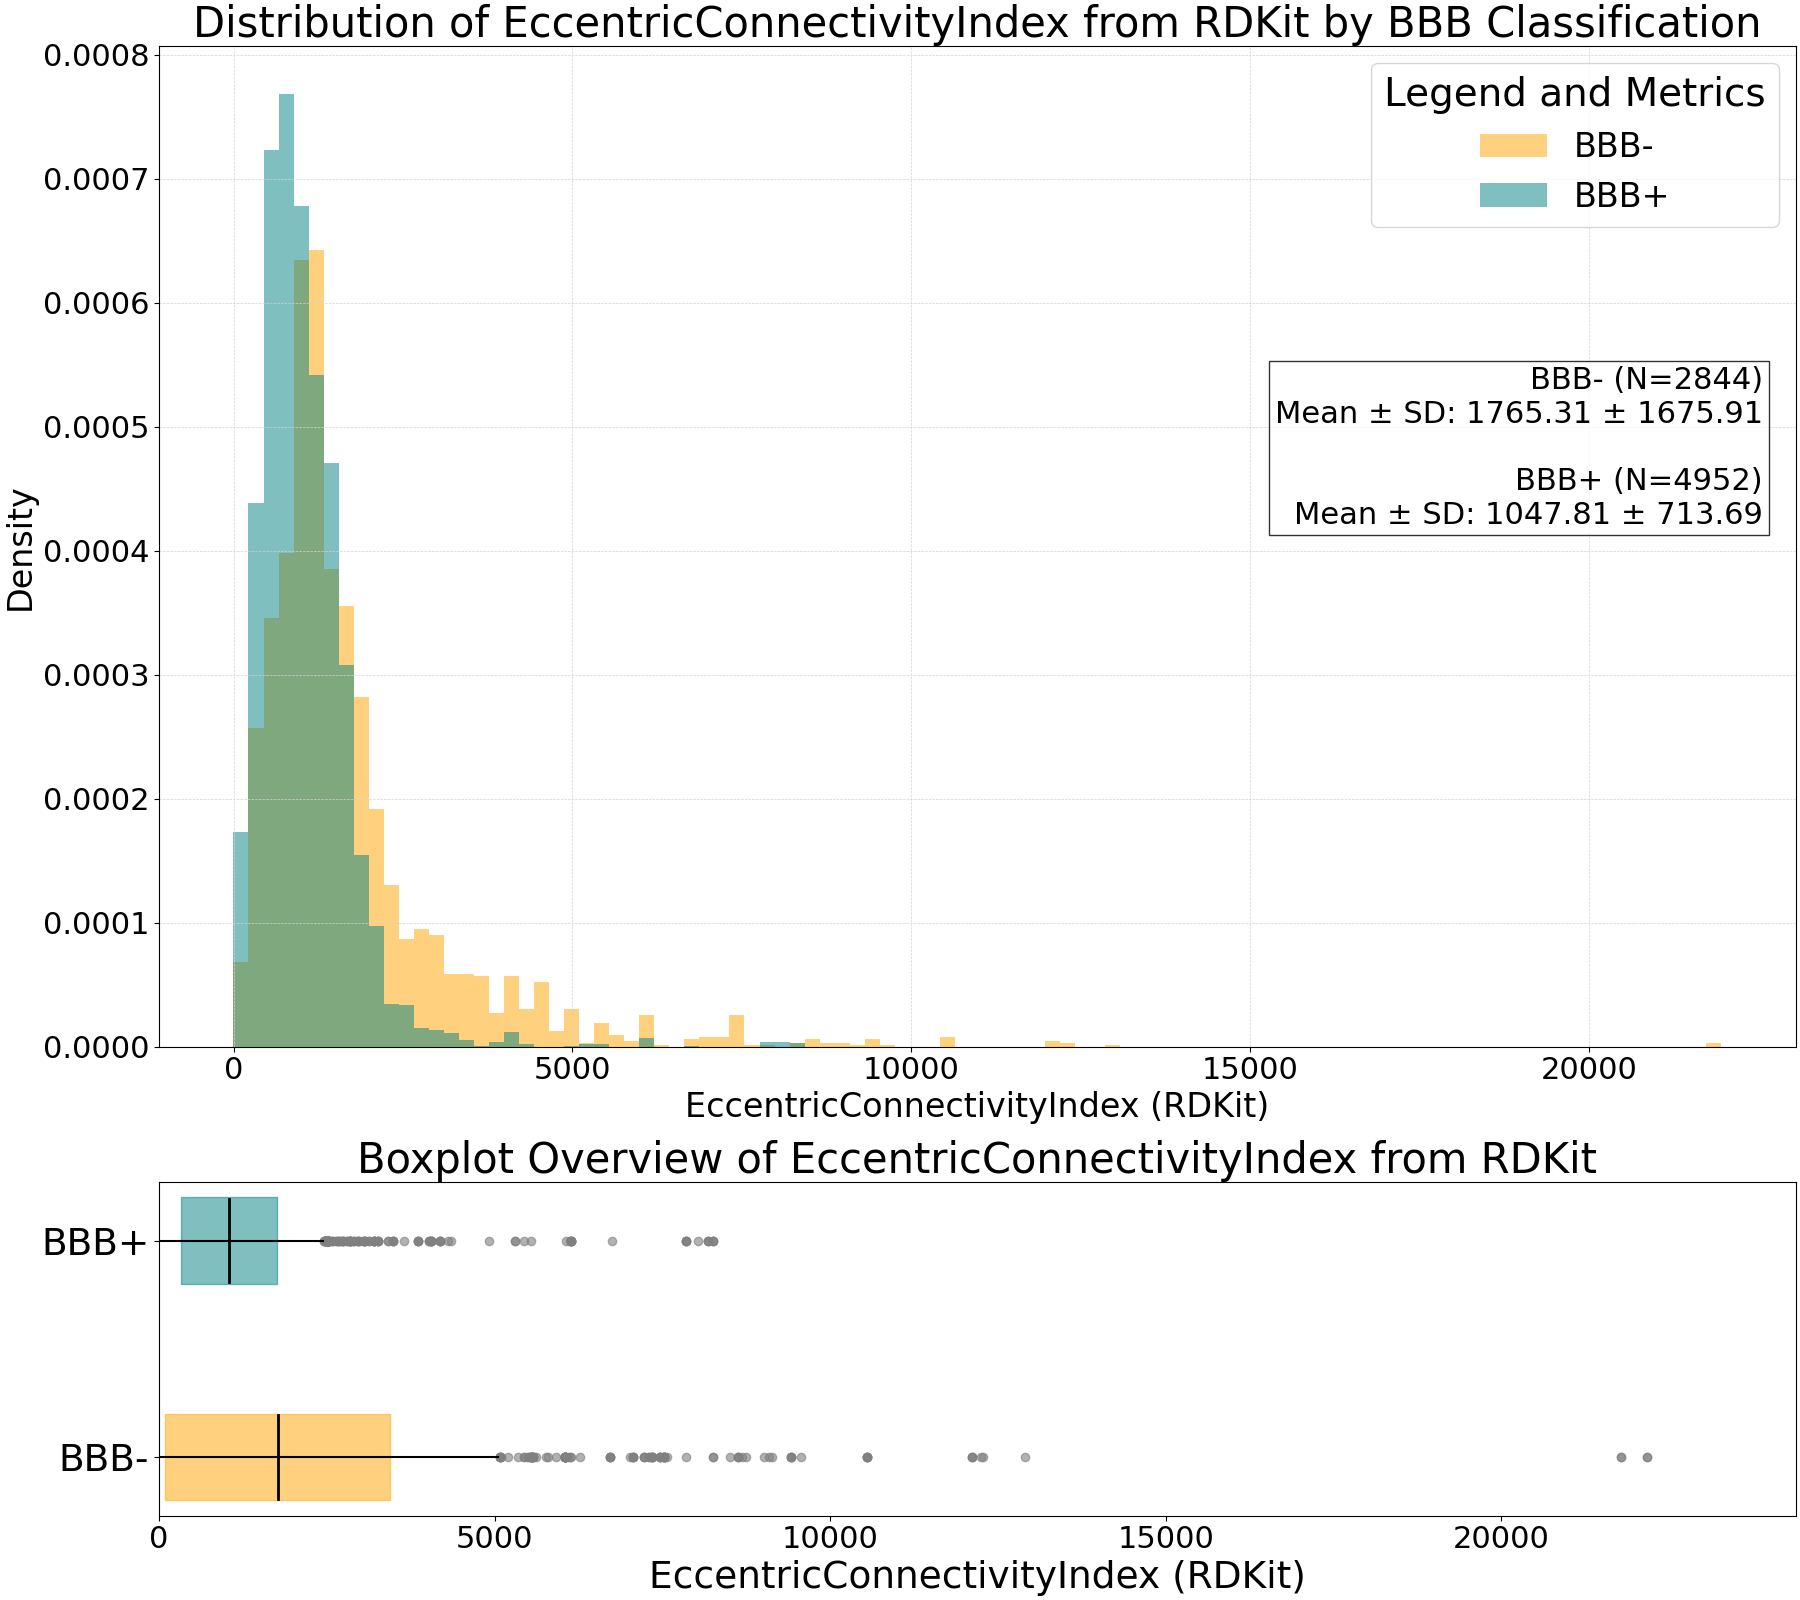 Distribution of EccentricConnectivityIndex from RDKit by BBB Classification
0.0008
0.0007
0.0006
0.0005
0.0004
0.0003
0.0002
0.0001
0.0000
Density
Legend and Metrics
BBB-
BBB+
BBB- (N=2844)
Mean ± SD: 1765.31 ± 1675.91
BBB+ (N=4952)
Mean ± SD: 1047.81 ± 713.69
0 5000 10000 15000 20000
EccentricConnectivityIndex (RDKit)
Boxplot Overview of EccentricConnectivityIndex from RDKit
BBB+
BBB-
0 5000 10000 15000 20000
EccentricConnectivityIndex (RDKit)